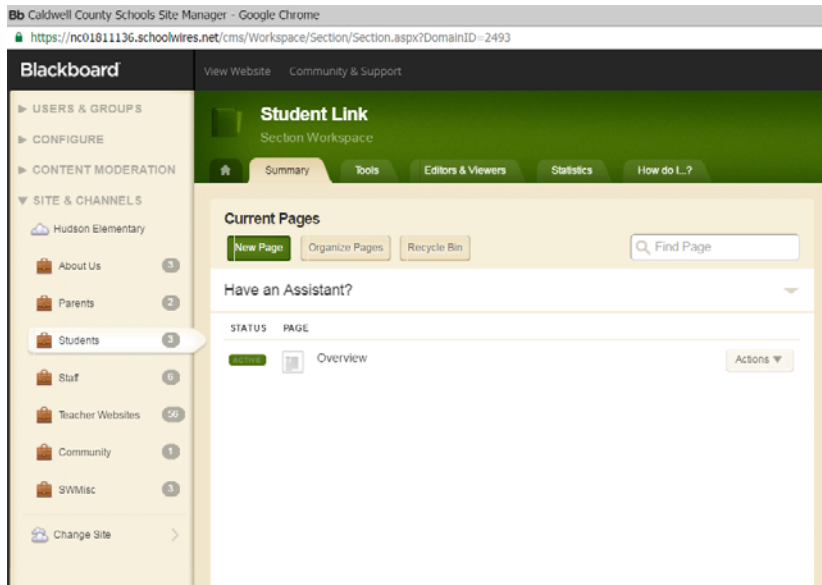 Bb Caldwell County Schools Site Manager - Google Chrome
https://nc01811136.schoolwires.net/cms/Workspace/Section/Section.aspx?DomainID=2493
Blackboard
View Website Community & Support
USERS & GROUPS
CONFIGURE
CONTENT MODERATION
SITE & CHANNELS
Hudson Elementary
About Us 3
Parents 2
Students 3
Staff 6
Teacher Websites 56
Community 1
SWMisc 3
Change Site
Student Link
Section Workspace
Summary Tools Editors & Viewers Statistics How do I...?
Current Pages
New Page Organize Pages Recycle Bin Find Page
Have an Assistant?
STATUS PAGE
ACTIVE Overview Actions